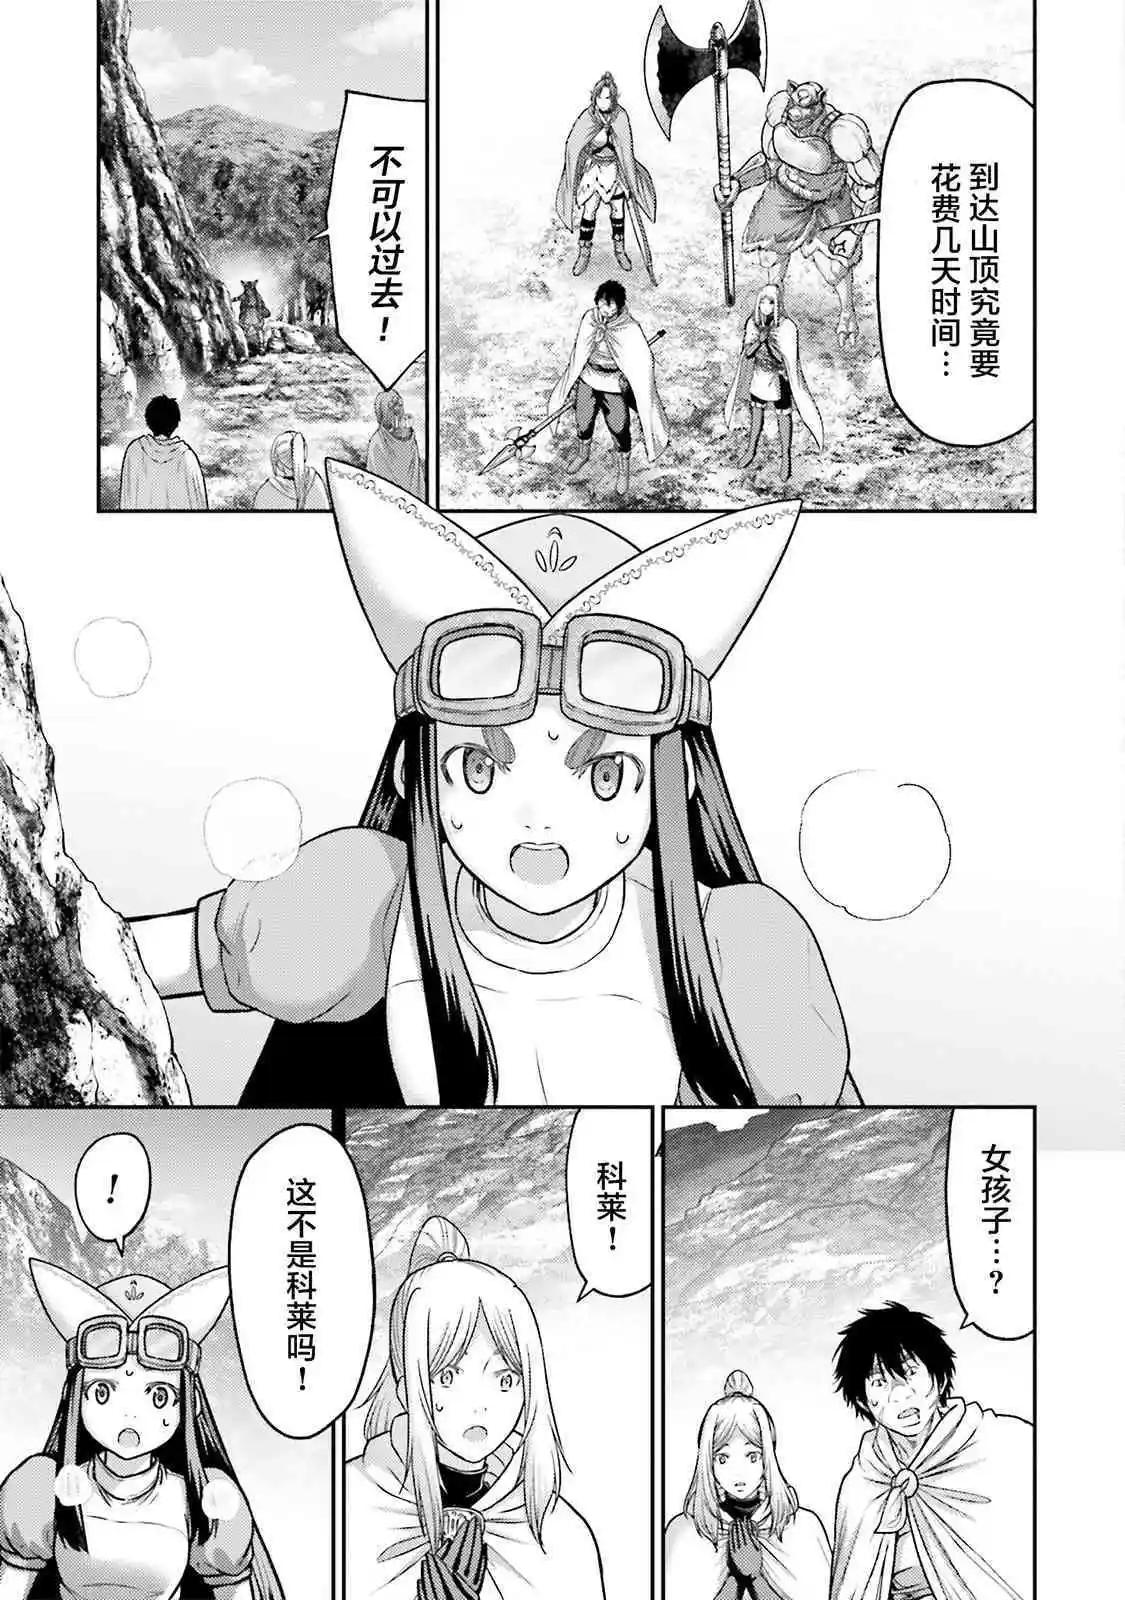 到达山顶究竟要
花费几天时间…
不可以过去！
女孩子…?
科莱！
这不是科莱吗！
！